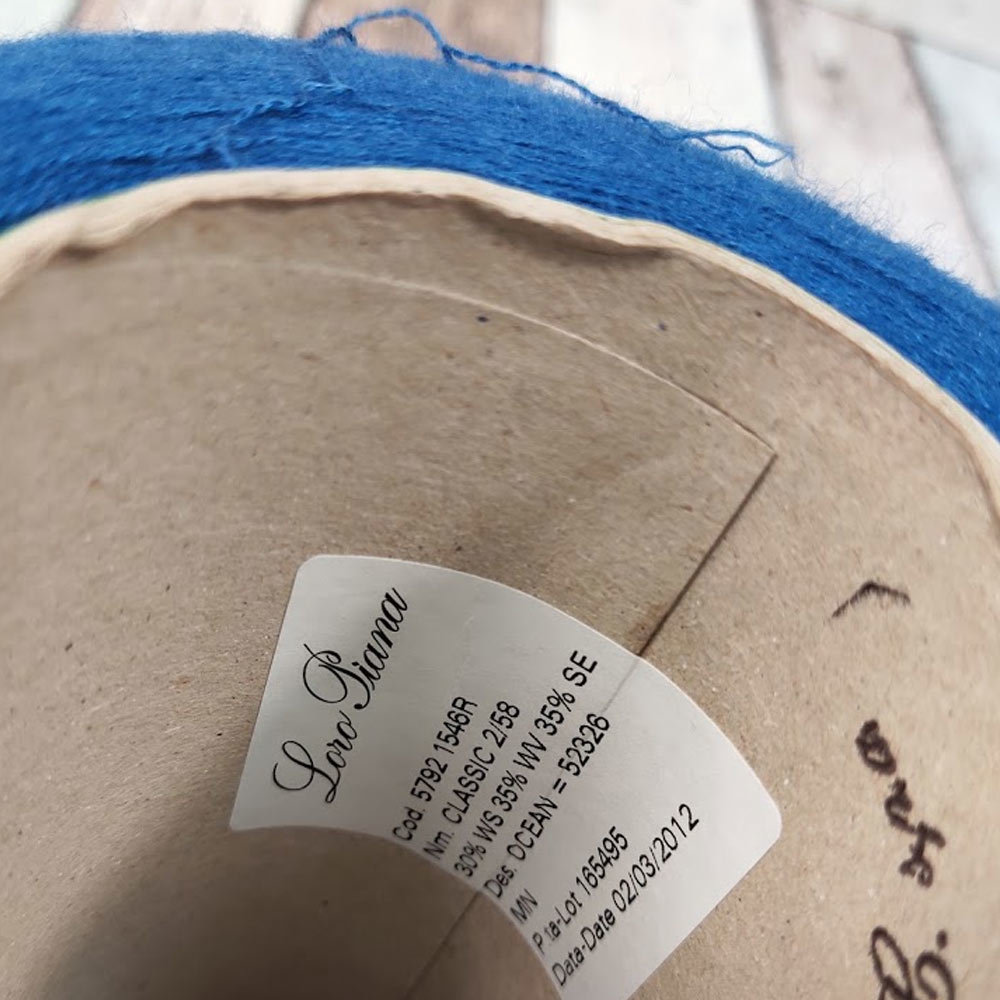 Loro Piana
Cod. 5792 1546R
Nm. CLASSIC 2/58
30% WS 35% WV 35% SE
Des. OCEAN = 52326
MN
P.ta-Lot 165495
Data-Date 02/03/2012